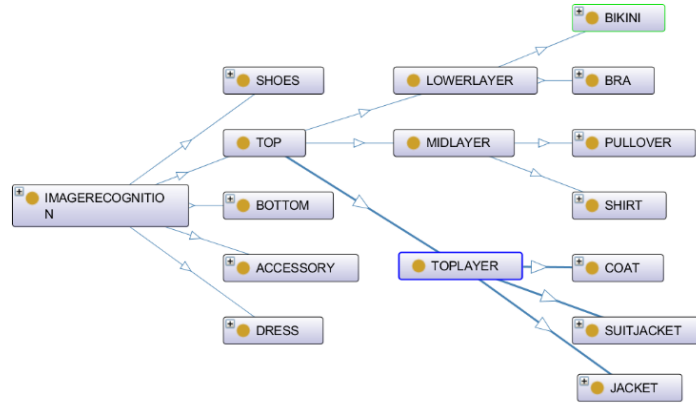 BIKINI
SHOES
LOWERLAYER
BRA
TOP
MIDLAYER
PULLOVER
IMAGERECOGNITIO
N
BOTTOM
SHIRT
ACCESSORY
TOPLAYER
COAT
DRESS
SUITJACKET
JACKET